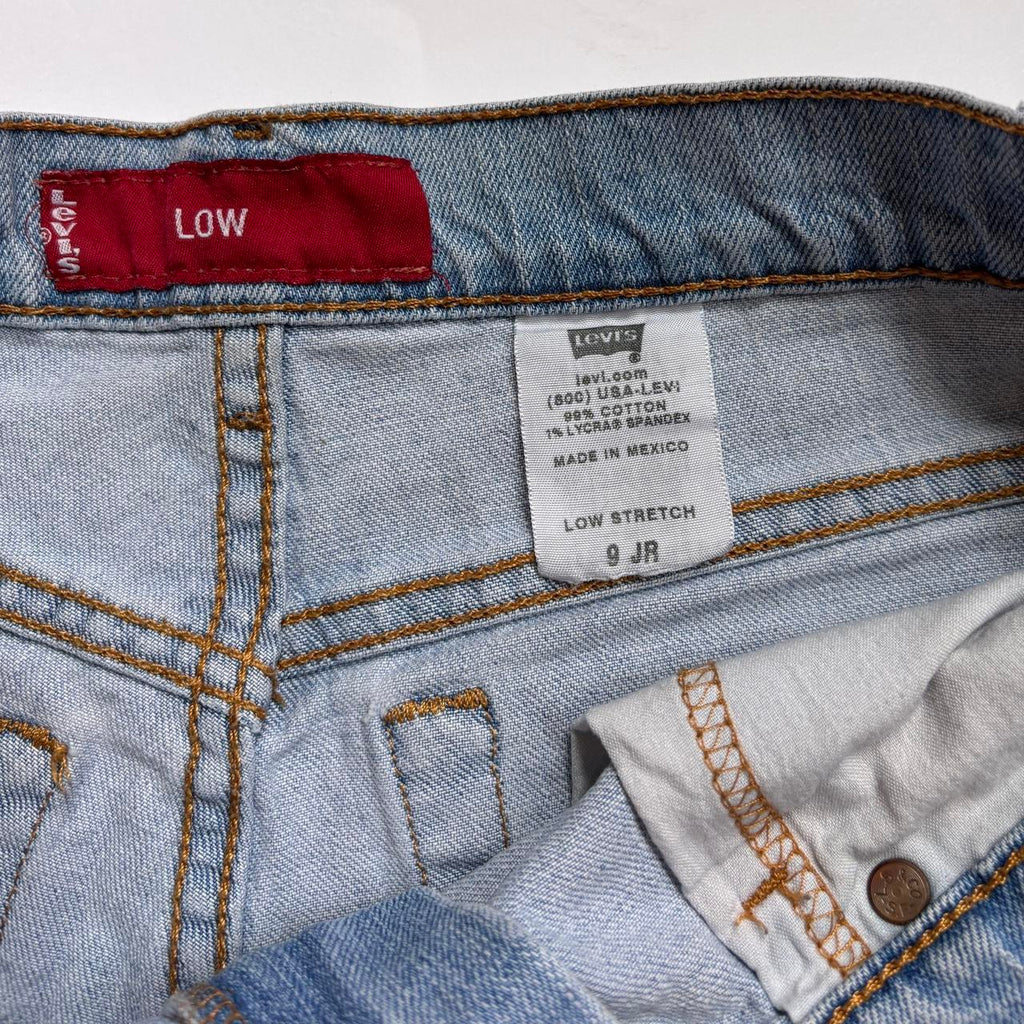 LEVI'S
®
LOW
LEVI'S
®
levi.com
(800) USA-LEVI
99% COTTON
1% LYCRA® SPANDEX
MADE IN MEXICO
LOW STRETCH
9 JR